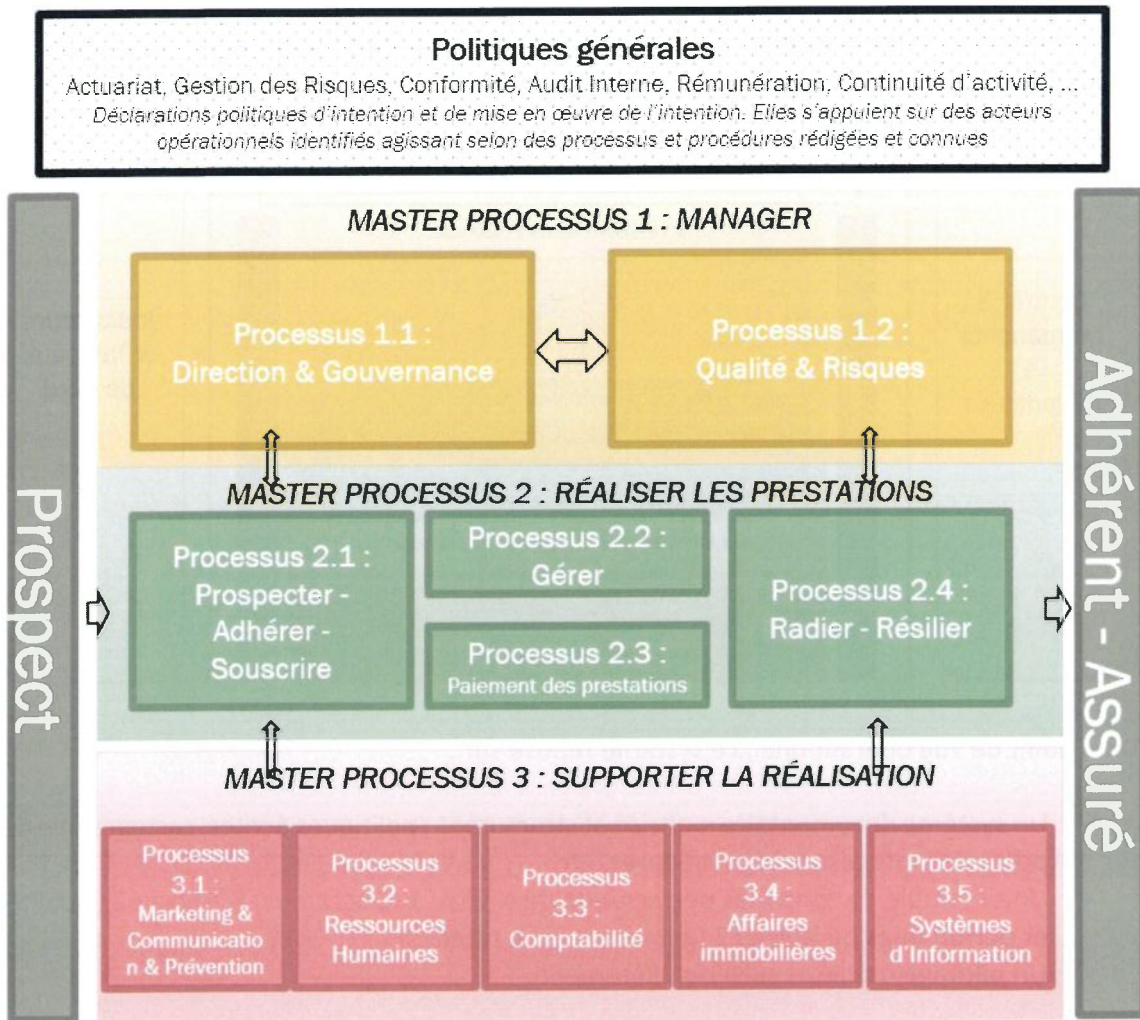 Politiques générales
Actuariat, Gestion des Risques, Conformité, Audit Interne, Rémunération, Continuité d'activité, ...
Déclarations politiques d'intention et de mise en œuvre de l'intention. Elles s'appuient sur des acteurs
opérationnels identifiés agissant selon des processus et procédures rédigées et connues
Prospect
MASTER PROCESSUS 1 : MANAGER
Processus 1.1 :
Direction & Gouvernance
Processus 1.2 :
Qualité & Risques
MASTER PROCESSUS 2 : RÉALISER LES PRESTATIONS
Processus 2.1 :
Prospecter -
Adhérer -
Souscrire
Processus 2.2 :
Gérer
Processus 2.3 :
Paiement des prestations
Processus 2.4 :
Radier - Résilier
MASTER PROCESSUS 3 : SUPPORTER LA RÉALISATION
Processus
3.1 :
Marketing &
Communicatio
n & Prévention
Processus
3.2 :
Ressources
Humaines
Processus
3.3 :
Comptabilité
Processus
3.4 :
Affaires
immobilières
Processus
3.5 :
Systèmes
d'Information
Adhérent - Assuré